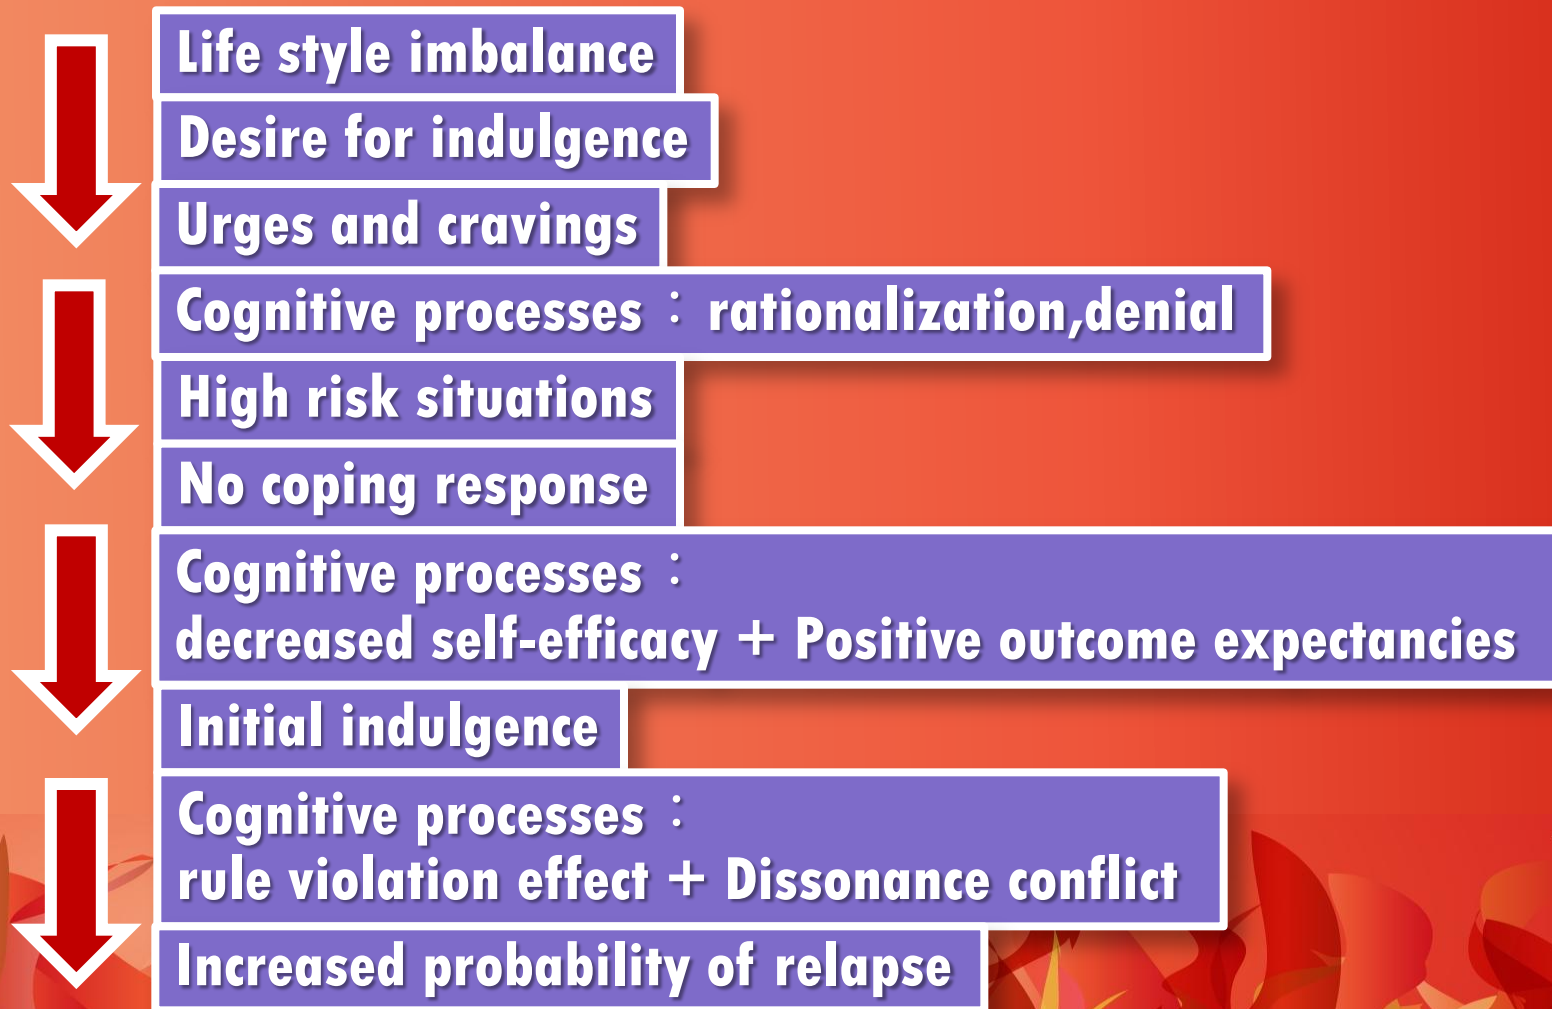 Life style imbalance
Desire for indulgence
Urges and cravings
Cognitive processes：rationalization,denial
High risk situations
No coping response
Cognitive processes：
decreased self-efficacy + Positive outcome expectancies
Initial indulgence
Cognitive processes：
rule violation effect + Dissonance conflict
Increased probability of relapse